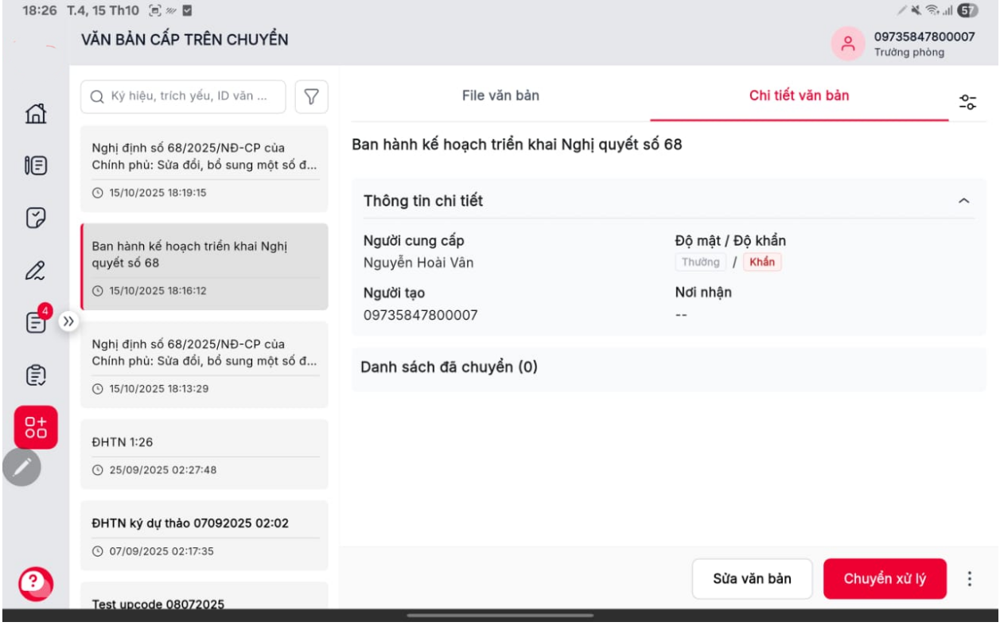 18:26 T.4, 15 Th10
57
VĂN BẢN CẤP TRÊN CHUYỂN
09735847800007
Trưởng phòng
Ký hiệu, trích yếu, ID văn ...
File văn bản
Chi tiết văn bản
Nghị định số 68/2025/NĐ-CP của
Chính phủ: Sửa đổi, bổ sung một số đ...
15/10/2025 18:19:15
Ban hành kế hoạch triển khai Nghị
quyết số 68
15/10/2025 18:16:12
Nghị định số 68/2025/NĐ-CP của
Chính phủ: Sửa đổi, bổ sung một số đ...
15/10/2025 18:13:29
ĐHTN 1:26
25/09/2025 02:27:48
ĐHTN ký dự thảo 07092025 02:02
07/09/2025 02:17:35
Test upcode 08072025
4
Ban hành kế hoạch triển khai Nghị quyết số 68
Thông tin chi tiết
Người cung cấp
Nguyễn Hoài Vân
Độ mật / Độ khẩn
Thường / Khẩn
Người tạo
09735847800007
Nơi nhận
--
Danh sách đã chuyển (0)
Sửa văn bản
Chuyển xử lý